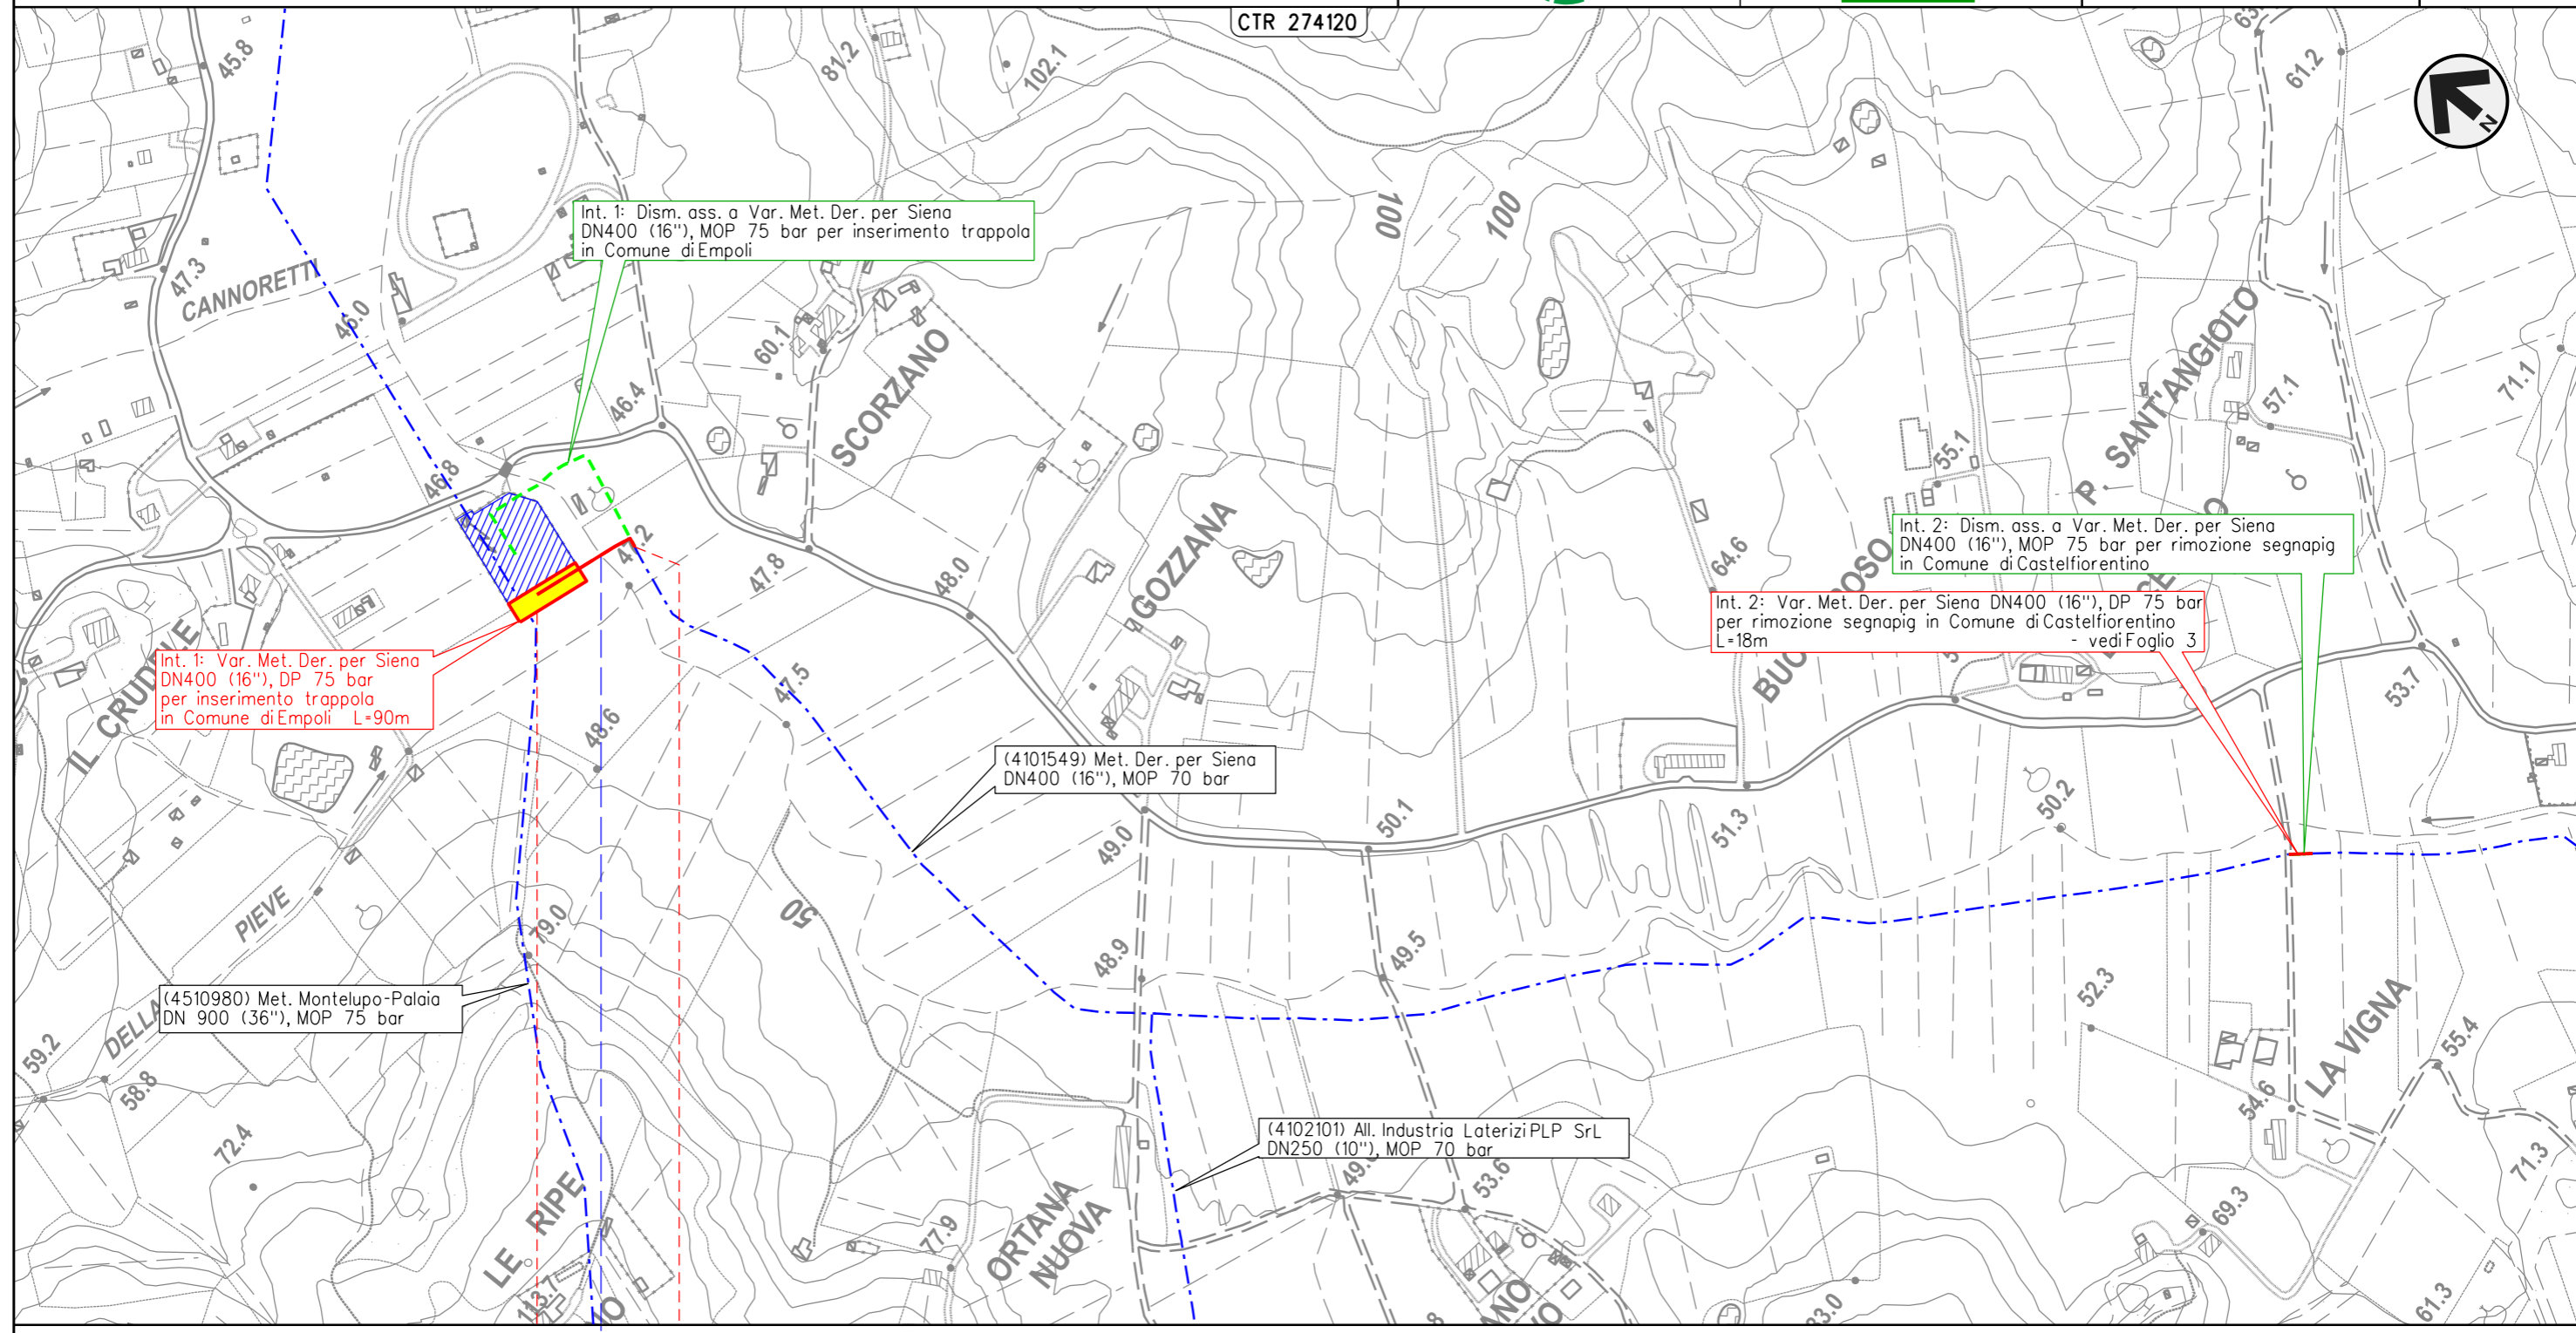 CTR 274120
63.
45.8
81.2
102.1
61.2
N
Int. 1: Dism. ass. a Var. Met. Der. per Siena
DN400 (16"), MOP 75 bar per inserimento trappola
in Comune di Empoli
100
100
47.3
CANNORETTI
46.0
60.1
SCORZANO
46.4
46.8
P. SANT'ANGIOLO
57.1
71.1
55.1
47.2
47.8
48.0
GOZZANA
64.6
Int. 2: Dism. ass. a Var. Met. Der. per Siena
DN400 (16"), MOP 75 bar per rimozione segnapig
in Comune di Castelfiorentino
Int. 2: Var. Met. Der. per Siena DN400 (16"), DP 75 bar
per rimozione segnapig in Comune di Castelfiorentino
L=18m - vedi Foglio 3
IL CRUDELE
Int. 1: Var. Met. Der. per Siena
DN400 (16"), DP 75 bar
per inserimento trappola
in Comune di Empoli L=90m
47.5
48.6
53.7
(4101549) Met. Der. per Siena
DN400 (16"), MOP 70 bar
49.0
50.1
51.3
50.2
50
PIEVE
79.0
48.9
49.5
52.3
(4510980) Met. Montelupo-Palaia
DN 900 (36"), MOP 75 bar
DELLA
59.2
58.8
LA VIGNA
55.4
54.6
72.4
(4102101) All. Industria Laterizi PLP SrL
DN250 (10"), MOP 70 bar
53.6
71.3
69.3
LE RIPE
77.9
ORTANA
NUOVA
113.7
61.3